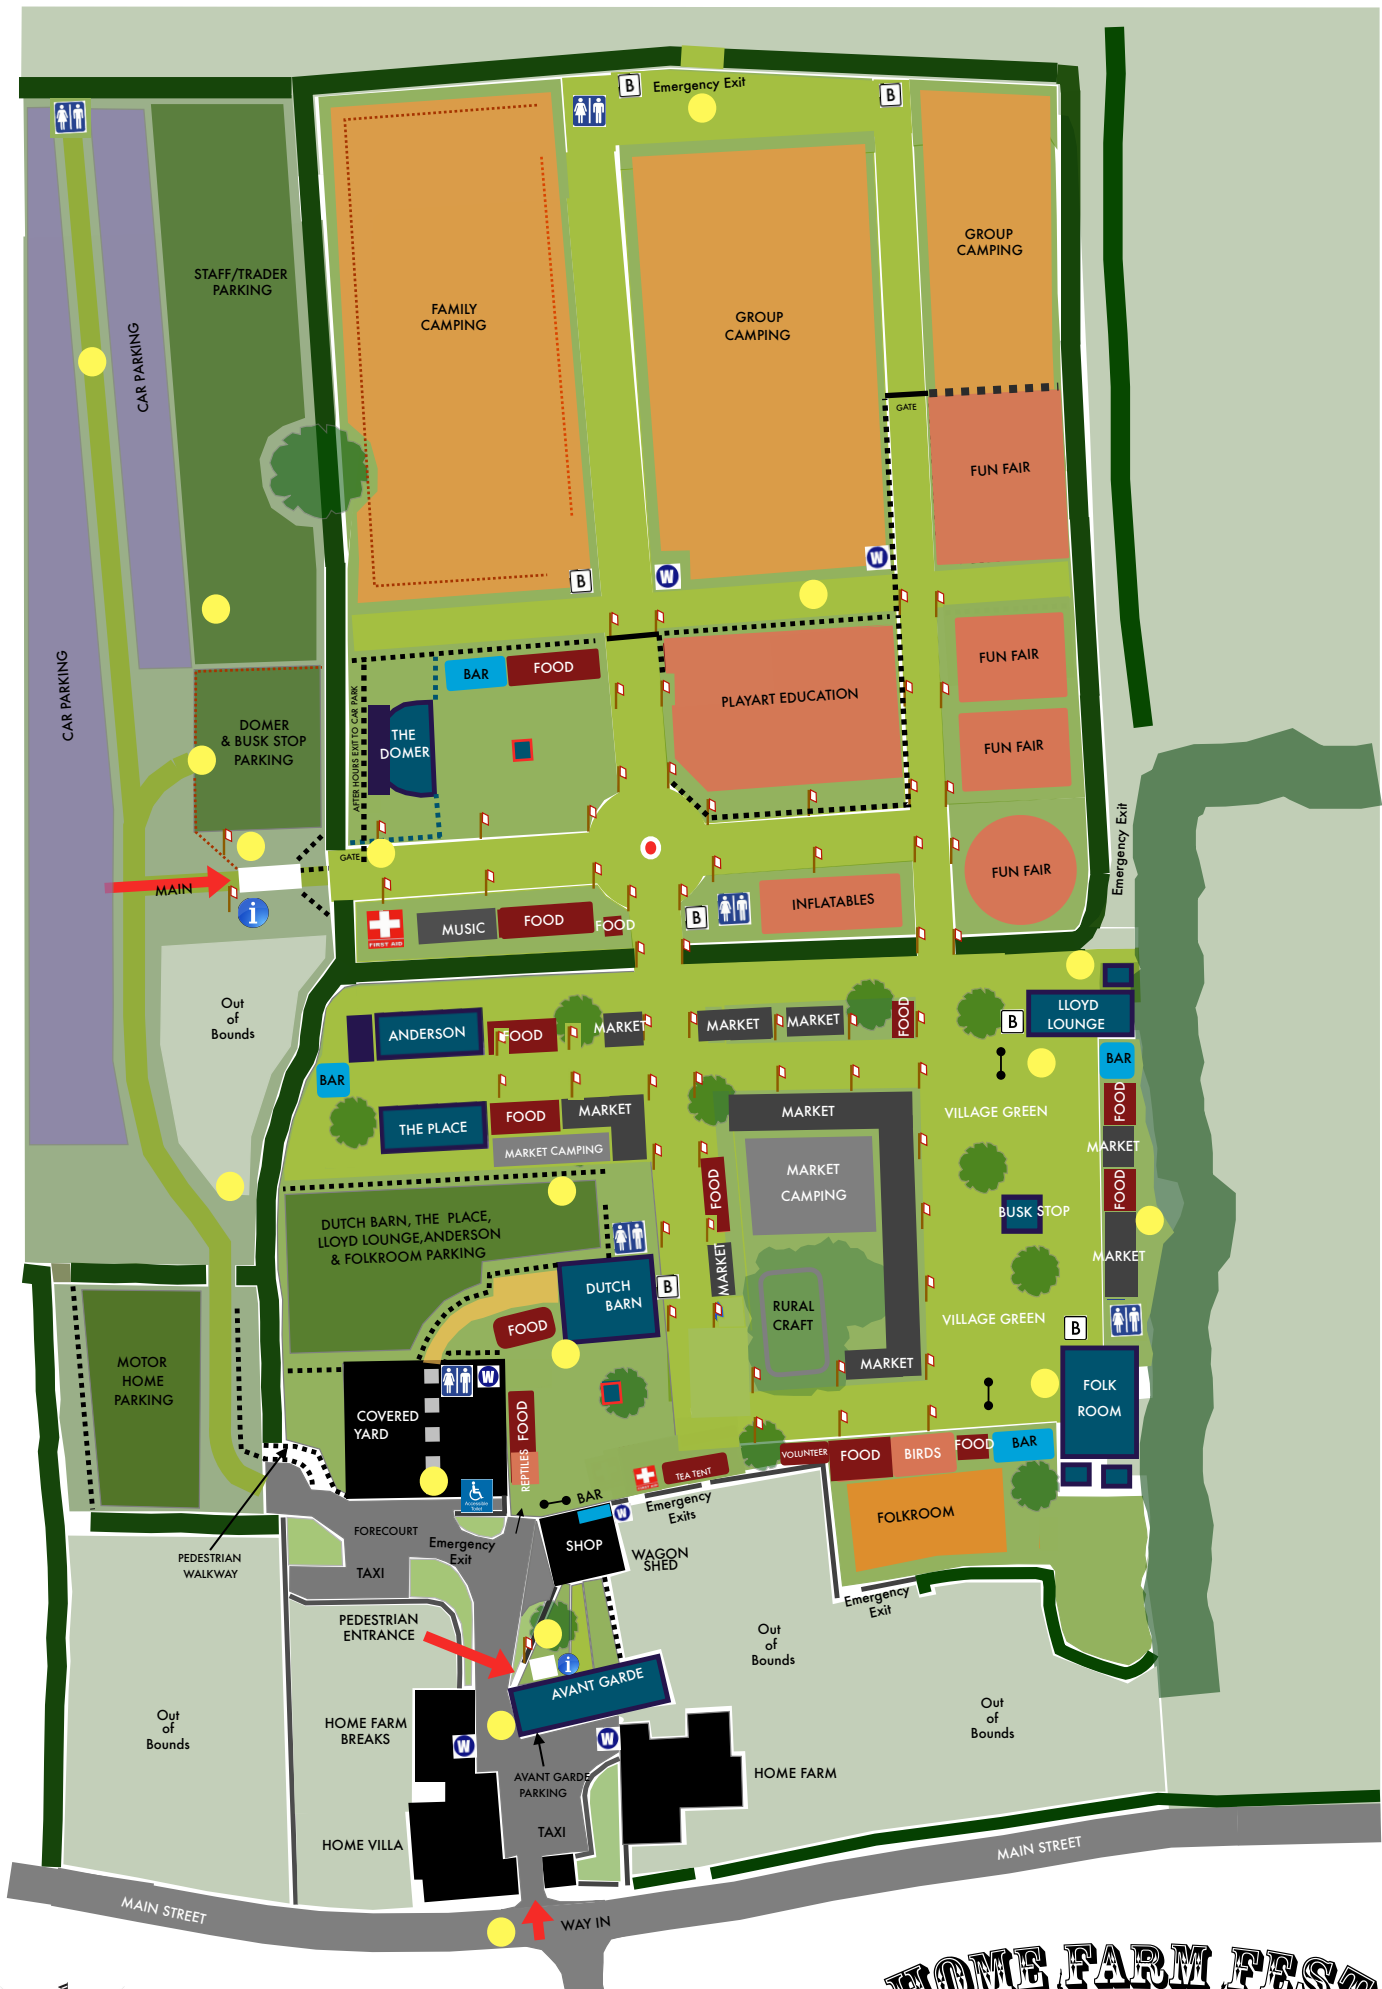 B
Emergency Exit
B
STAFF/TRADER
PARKING
GROUP
CAMPING
FAMILY
CAMPING
GROUP
CAMPING
CAR PARKING
GATE
FUN FAIR
W
W
B
CAR PARKING
BAR
FOOD
FUN FAIR
PLAYART EDUCATION
AFTER HOURS EXIT TO CAR PARK
THE
DOMER
DOMER
& BUSK STOP
PARKING
FUN FAIR
Emergency Exit
GATE
MAIN
i
FUN FAIR
INFLATABLES
B
FIRST AID
MUSIC
FOOD
FOOD
Out
of
Bounds
ANDERSON
FOOD
MARKET
MARKET
MARKET
FOOD
B
LLOYD
LOUNGE
BAR
BAR
THE PLACE
FOOD
MARKET
MARKET
VILLAGE GREEN
FOOD
MARKET CAMPING
MARKET
MARKET
CAMPING
FOOD
FOOD
BUSK STOP
DUTCH BARN, THE PLACE,
LLOYD LOUNGE,ANDERSON
& FOLKROOM PARKING
MARKET
MARKET
DUTCH
BARN
B
RURAL
CRAFT
VILLAGE GREEN
B
FOOD
MOTOR
HOME
PARKING
W
MARKET
FOLK
ROOM
COVERED
YARD
FOOD
REPTILES
VOLUNTEER
FOOD
BIRDS
FOOD
BAR
TEA TENT
Accessible
Toilet
BAR
W
Emergency
Exits
FOLKROOM
FORECOURT
Emergency
Exit
SHOP
WAGON
SHED
PEDESTRIAN
WALKWAY
TAXI
Emergency
Exit
PEDESTRIAN
ENTRANCE
Out
of
Bounds
i
AVANT GARDE
Out
of
Bounds
HOME FARM
BREAKS
W
W
Out
of
Bounds
AVANT GARDE
PARKING
HOME FARM
TAXI
HOME VILLA
MAIN STREET
MAIN STREET
WAY IN
HOME FARM FEST